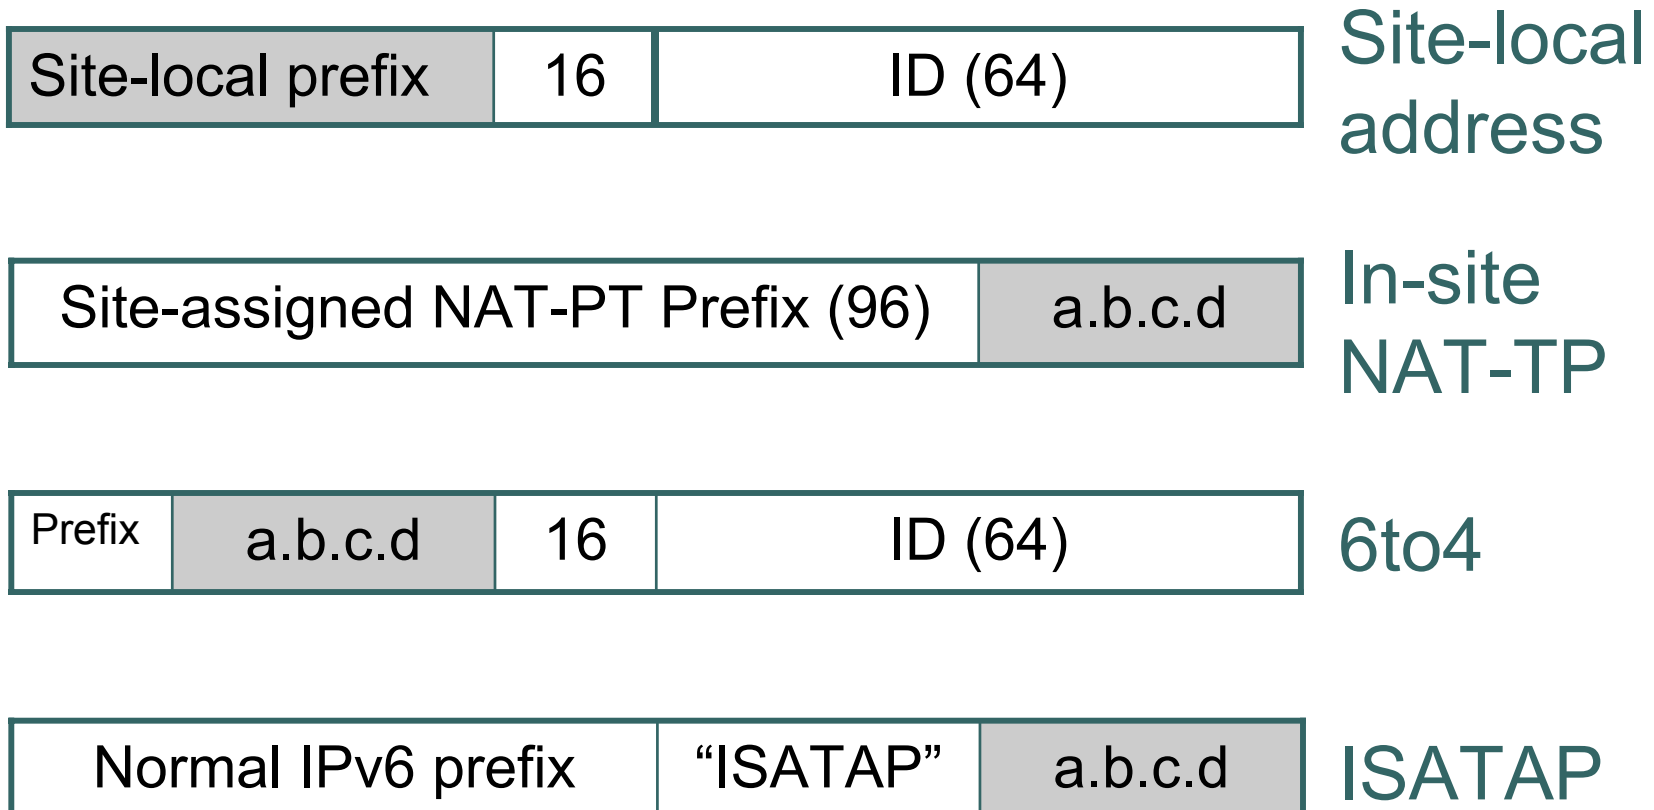 Site-local prefix 16 ID (64) Site-local
address
Site-assigned NAT-PT Prefix (96) a.b.c.d In-site
NAT-TP
Prefix a.b.c.d 16 ID (64) 6to4
Normal IPv6 prefix “ISATAP” a.b.c.d ISATAP